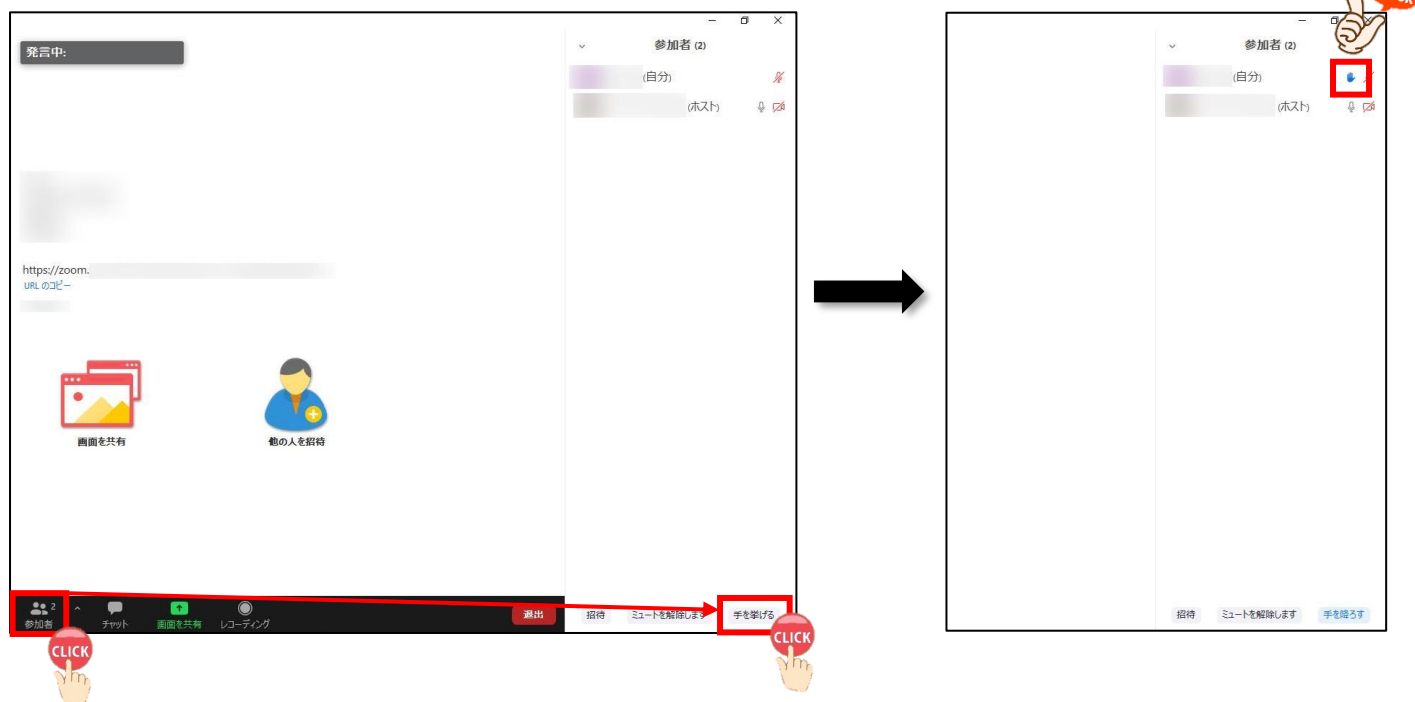 発言中:
参加者 (2)
(自分)
(ホスト)
https://zoom.
URL のコピー
画面を共有
他の人を招待
2
参加者
チャット
画面を共有
レコーディング
退出
招待
ミュートを解除します
手を挙げる
CLICK
CLICK
参加者 (2)
(自分)
(ホスト)
招待
ミュートを解除します
手を降ろす